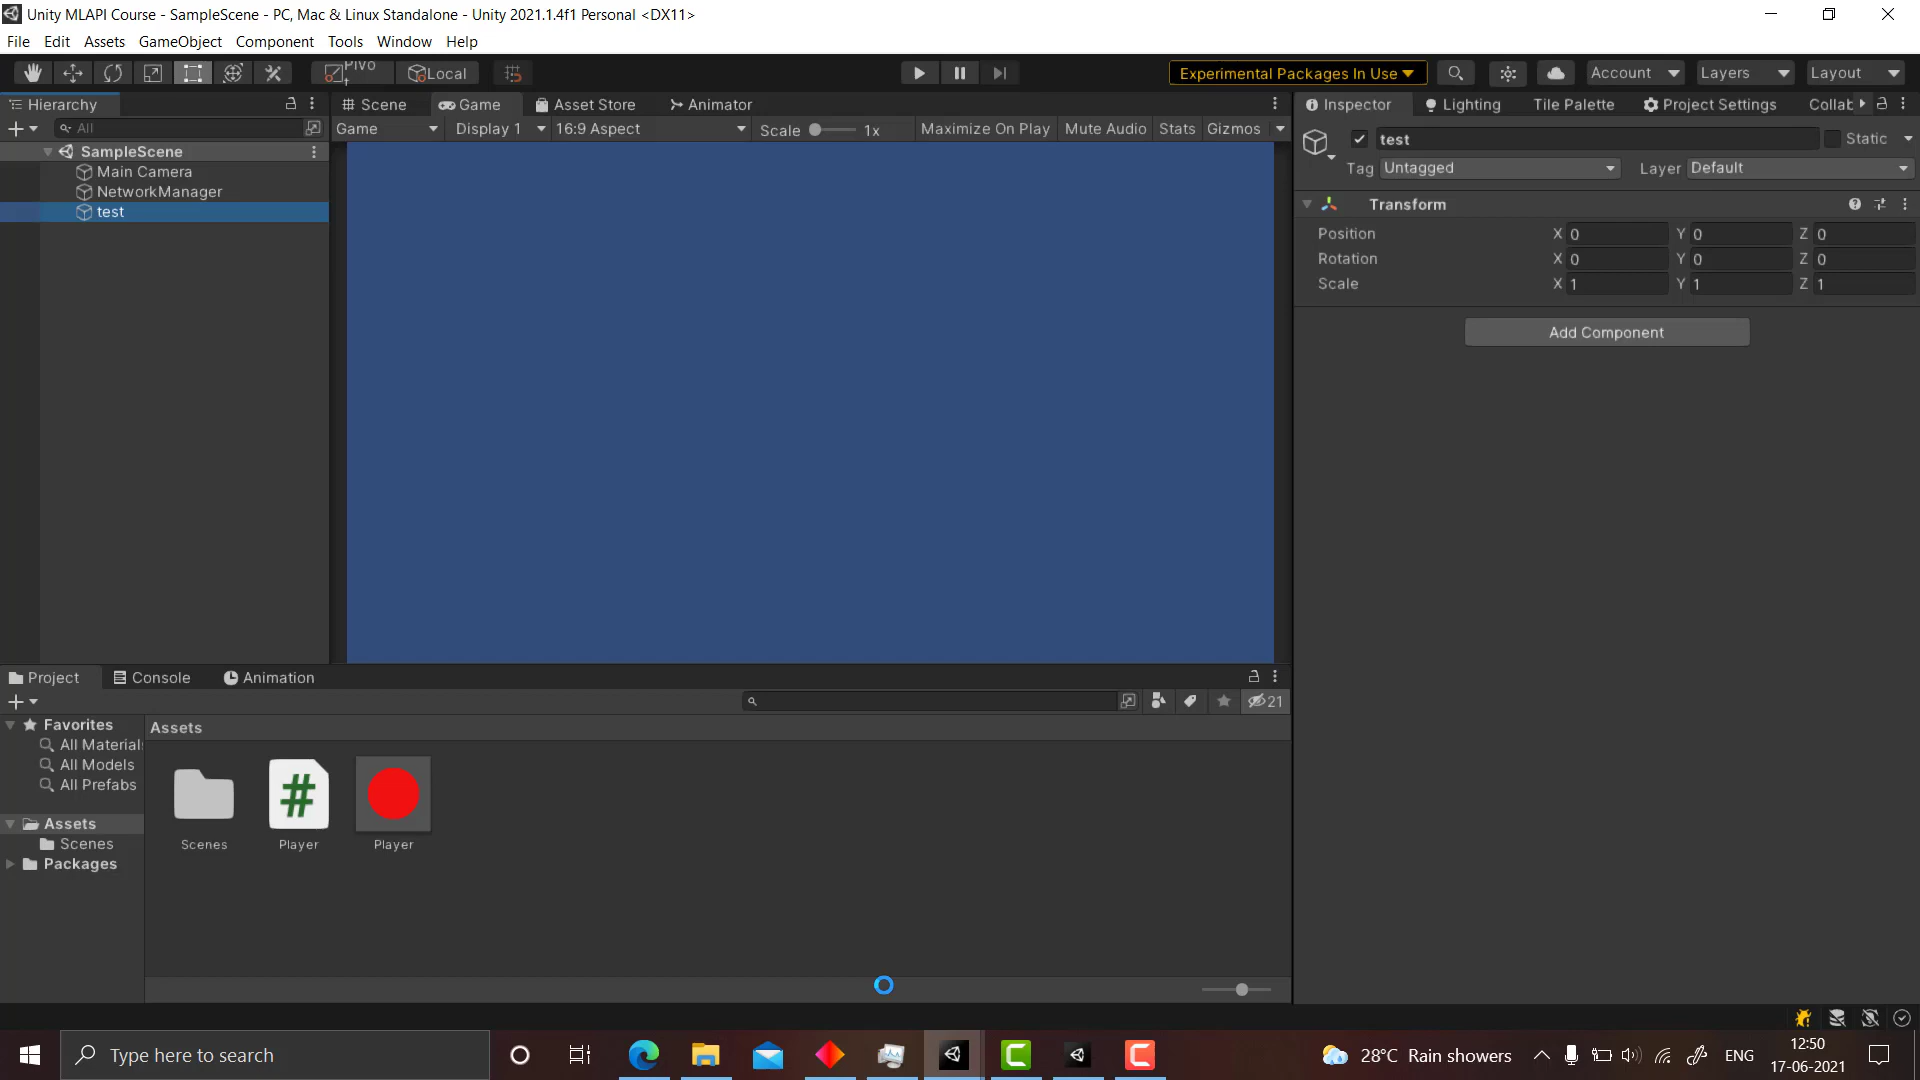 Unity MLAPI Course - SampleScene - PC, Mac & Linux Standalone - Unity 2021.1.4f1 Personal <DX11>
File Edit Assets GameObject Component Tools Window Help
Pivot Local Experimental Packages In Use Account Layers Layout
Hierarchy Scene Game Asset Store Animator Inspector Lighting Tile Palette Project Settings Collab
All Game Display 1 16:9 Aspect Scale 1x Maximize On Play Mute Audio Stats Gizmos test Static
SampleScene
Main Camera Tag Untagged Layer Default
NetworkManager
test Transform
Position X 0 Y 0 Z 0
Rotation X 0 Y 0 Z 0
Scale X 1 Y 1 Z 1
Add Component
Project Console Animation
21
Favorites Assets
All Material
All Models
All Prefabs
Assets
Scenes Scenes Player Player
Packages
Type here to search 28°C Rain showers ENG 12:50
17-06-2021